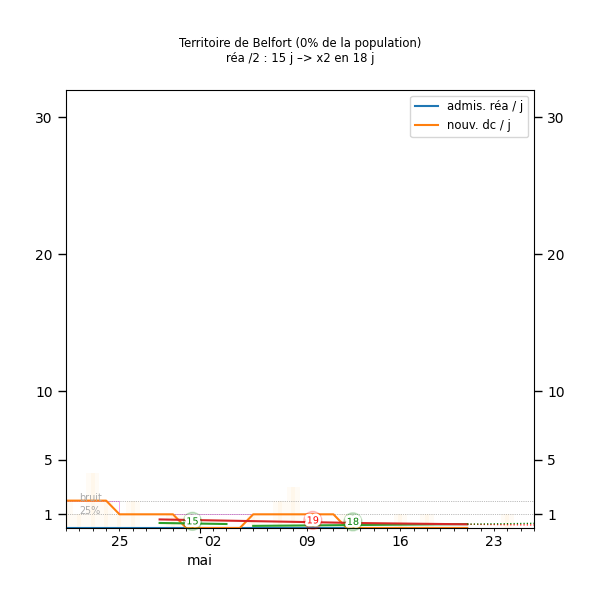 Territoire de Belfort (0% de la population)
réa /2 : 15 j –> x2 en 18 j
admis. réa / j
nouv. dc / j
30 30
20 20
10 10
5 5
bruit
25%
1 1
15 19 18
25 02 09 16 23
mai